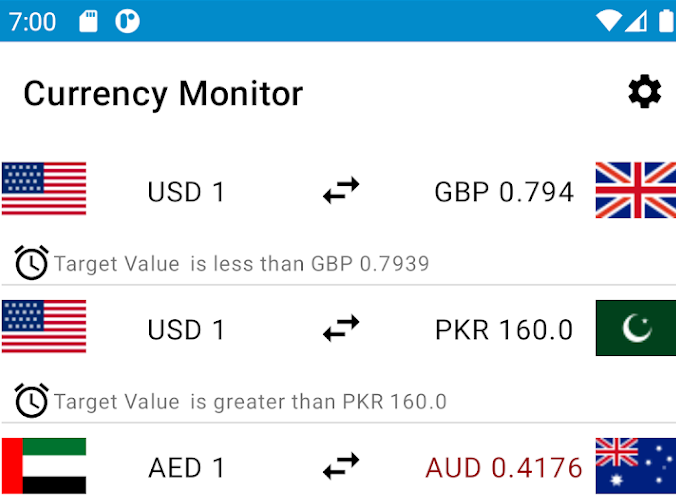 7:00
Currency Monitor
USD 1 GBP 0.794
Target Value is less than GBP 0.7939
USD 1 PKR 160.0
Target Value is greater than PKR 160.0
AED 1 AUD 0.4176